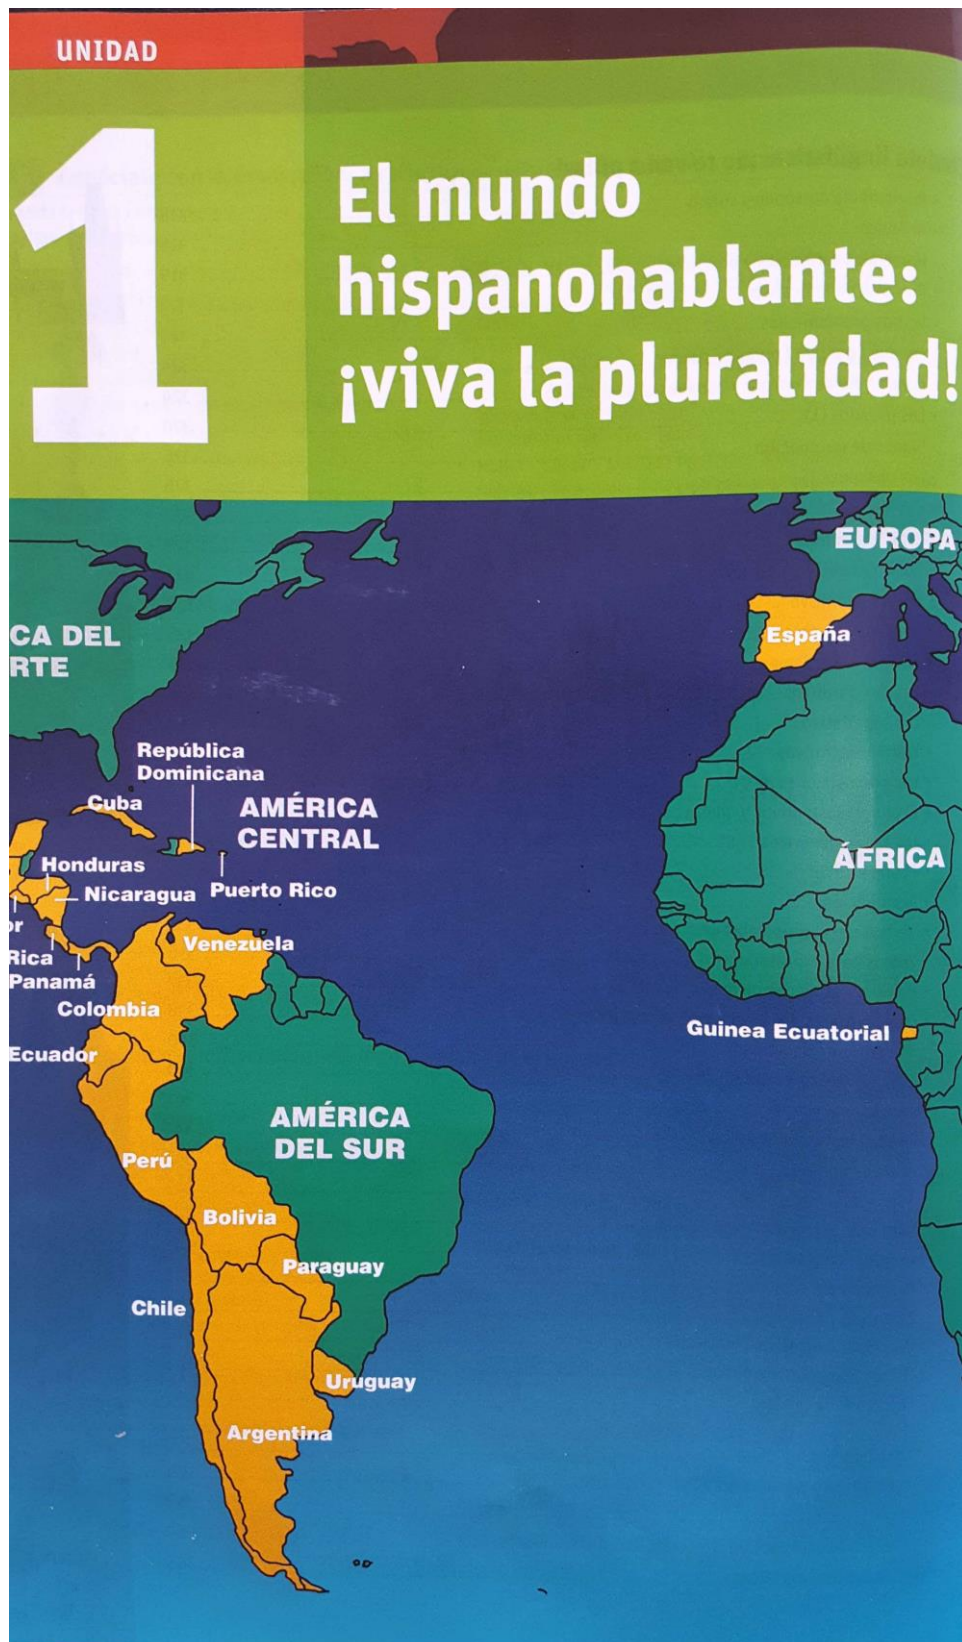 UNIDAD
1
El mundo
hispanohablante:
¡viva la pluralidad!
EUROPA
España
CA DEL
RTE
República
Dominicana
Cuba
AMÉRICA
CENTRAL
Honduras
Nicaragua
Puerto Rico
or
Rica
Panamá
Venezuela
Colombia
Ecuador
ÁFRICA
Guinea Ecuatorial
AMÉRICA
DEL SUR
Perú
Bolivia
Paraguay
Chile
Uruguay
Argentina